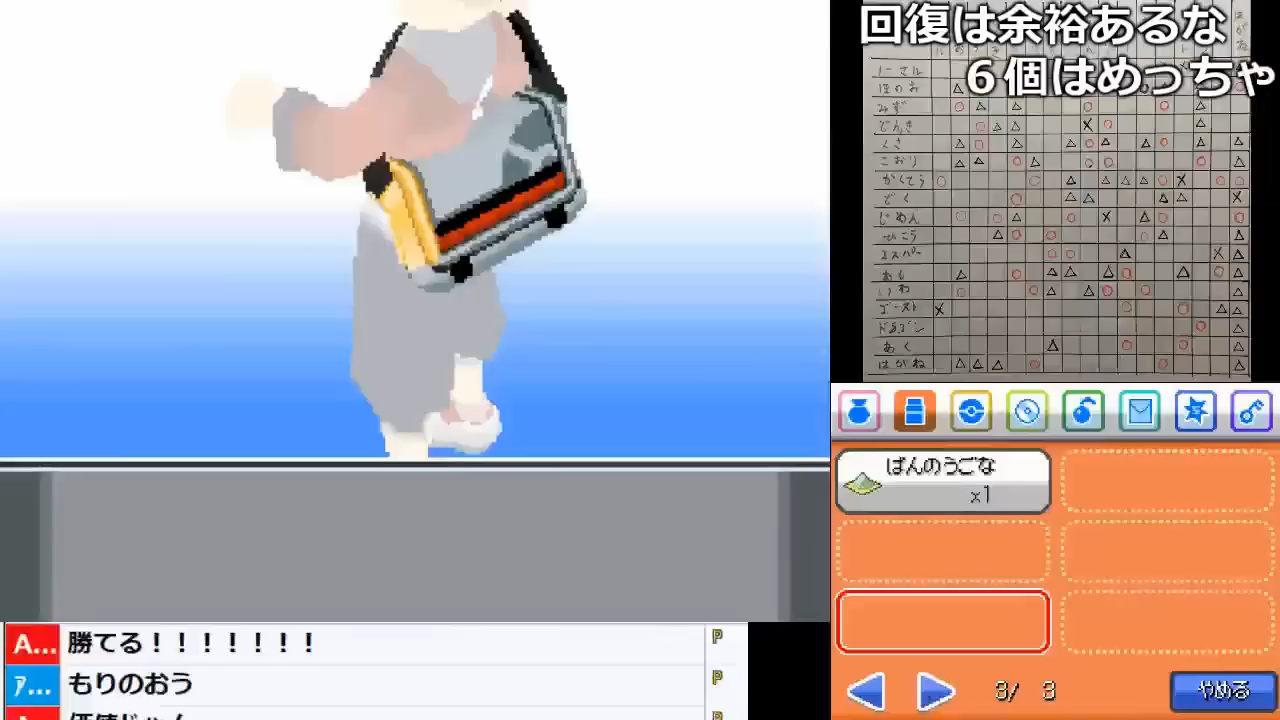 回復は余裕あるな
６個はめっちゃ
ノーマル
ほのお
みず
でんき
くさ
こおり
かくとう
どく
じめん
ひこう
エスパー
むし
いわ
ゴースト
ドラゴン
あく
はがね
ばんのうごな
x1
勝てる！！！！！！！
P
もりのおう
P
3/ 3
やめる